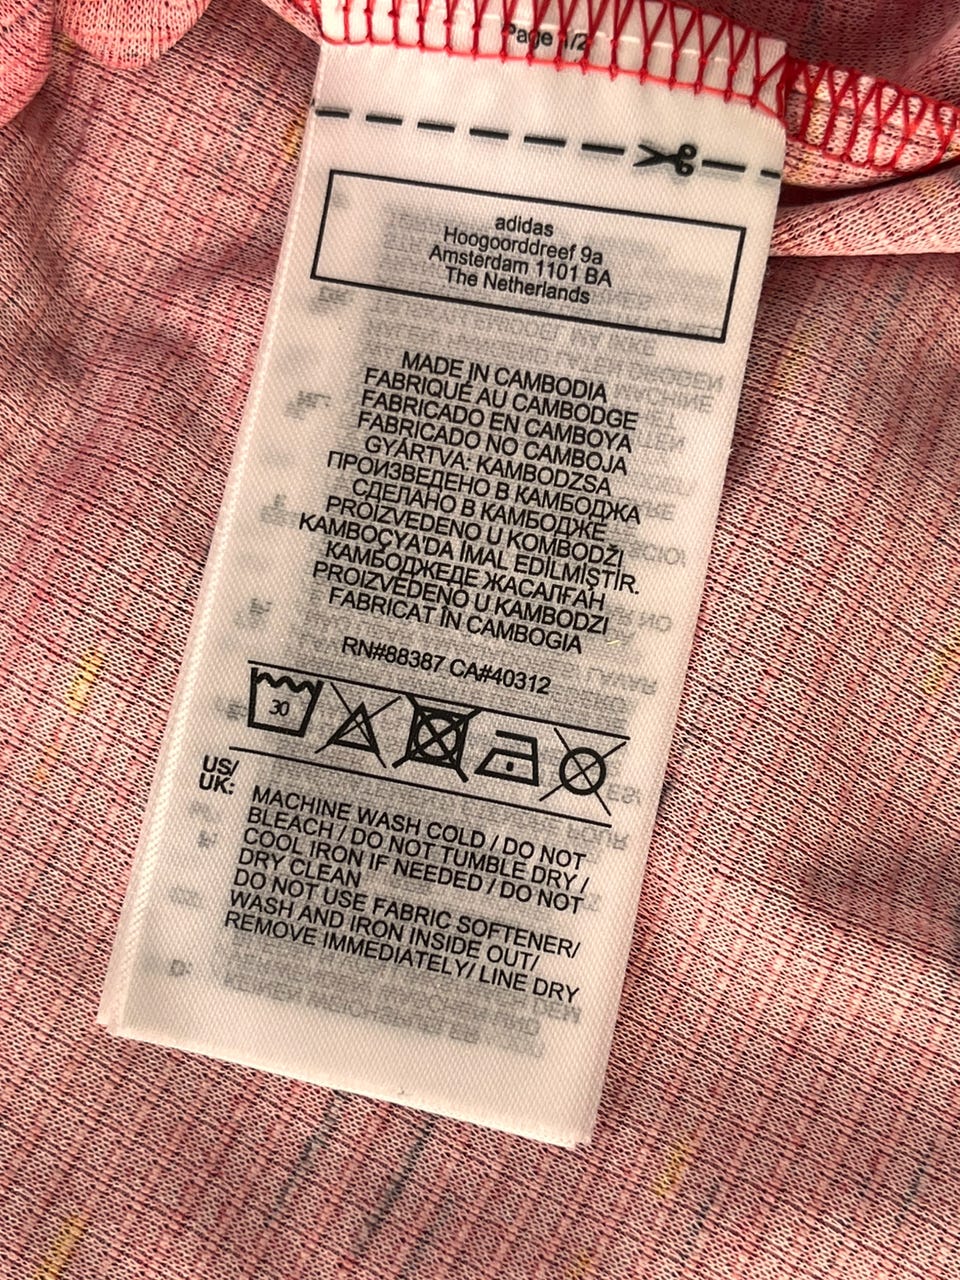 Page 1/2
adidas
Hoogoorddreef 9a
Amsterdam 1101 BA
The Netherlands
MADE IN CAMBODIA
FABRIQUÉ AU CAMBODGE
FABRICADO EN CAMBOYA
FABRICADO NO CAMBOJA
GYÁRTVA: KAMBODZSA
ПРОИЗВЕДЕНО В КАМБОДЖА
СДЕЛАНО В КАМБОДЖЕ
PROIZVEDENO U KOMBODŽI
KAMBOÇYA'DA İMAL EDİLMİŞTİR.
КАМБОДЖЕДЕ ЖАСАЛҒАН
PROIZVEDENO U KAMBODZI
FABRICAT ÎN CAMBOGIA
RN#88387 CA#40312
30
US/
UK:
MACHINE WASH COLD / DO NOT
BLEACH / DO NOT TUMBLE DRY /
COOL IRON IF NEEDED / DO NOT
DRY CLEAN
DO NOT USE FABRIC SOFTENER/
WASH AND IRON INSIDE OUT/
REMOVE IMMEDIATELY/ LINE DRY